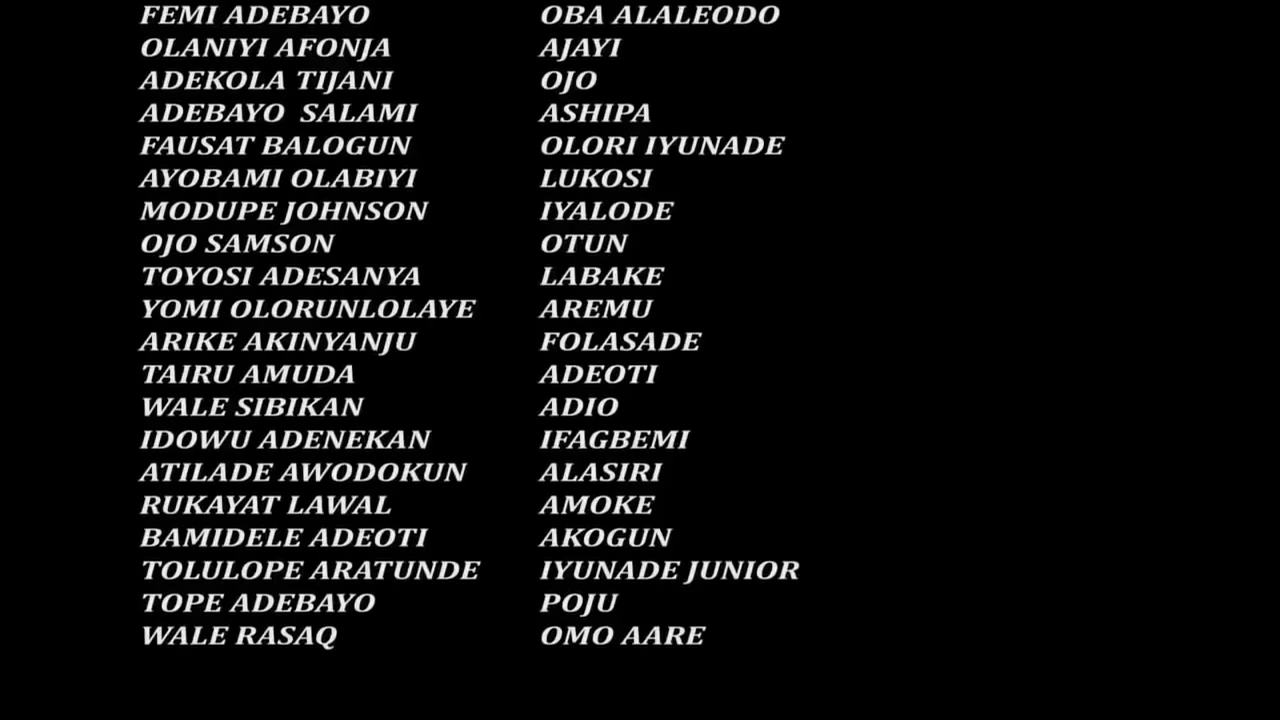 FEMI ADEBAYO OBA ALALEODO
OLANIYI AFONJA AJAYI
ADEKOLA TIJANI OJO
ADEBAYO SALAMI ASHIPA
FAUSAT BALOGUN OLORI IYUNADE
AYOBAMI OLABIYI LUKOSI
MODUPE JOHNSON IYALODE
OJO SAMSON OTUN
TOYOSI ADESANYA LABAKE
YOMI OLORUNLOLAYE AREMU
ARIKE AKINYANJU FOLASADE
TAIRU AMUDA ADEOTI
WALE SIBIKAN ADIO
IDOWU ADENEKAN IFAGBEMI
ATILADE AWODOKUN ALASIRI
RUKAYAT LAWAL AMOKE
BAMIDELE ADEOTI AKOGUN
TOLULOPE ARATUNDE IYUNADE JUNIOR
TOPE ADEBAYO POJU
WALE RASAQ OMO AARE